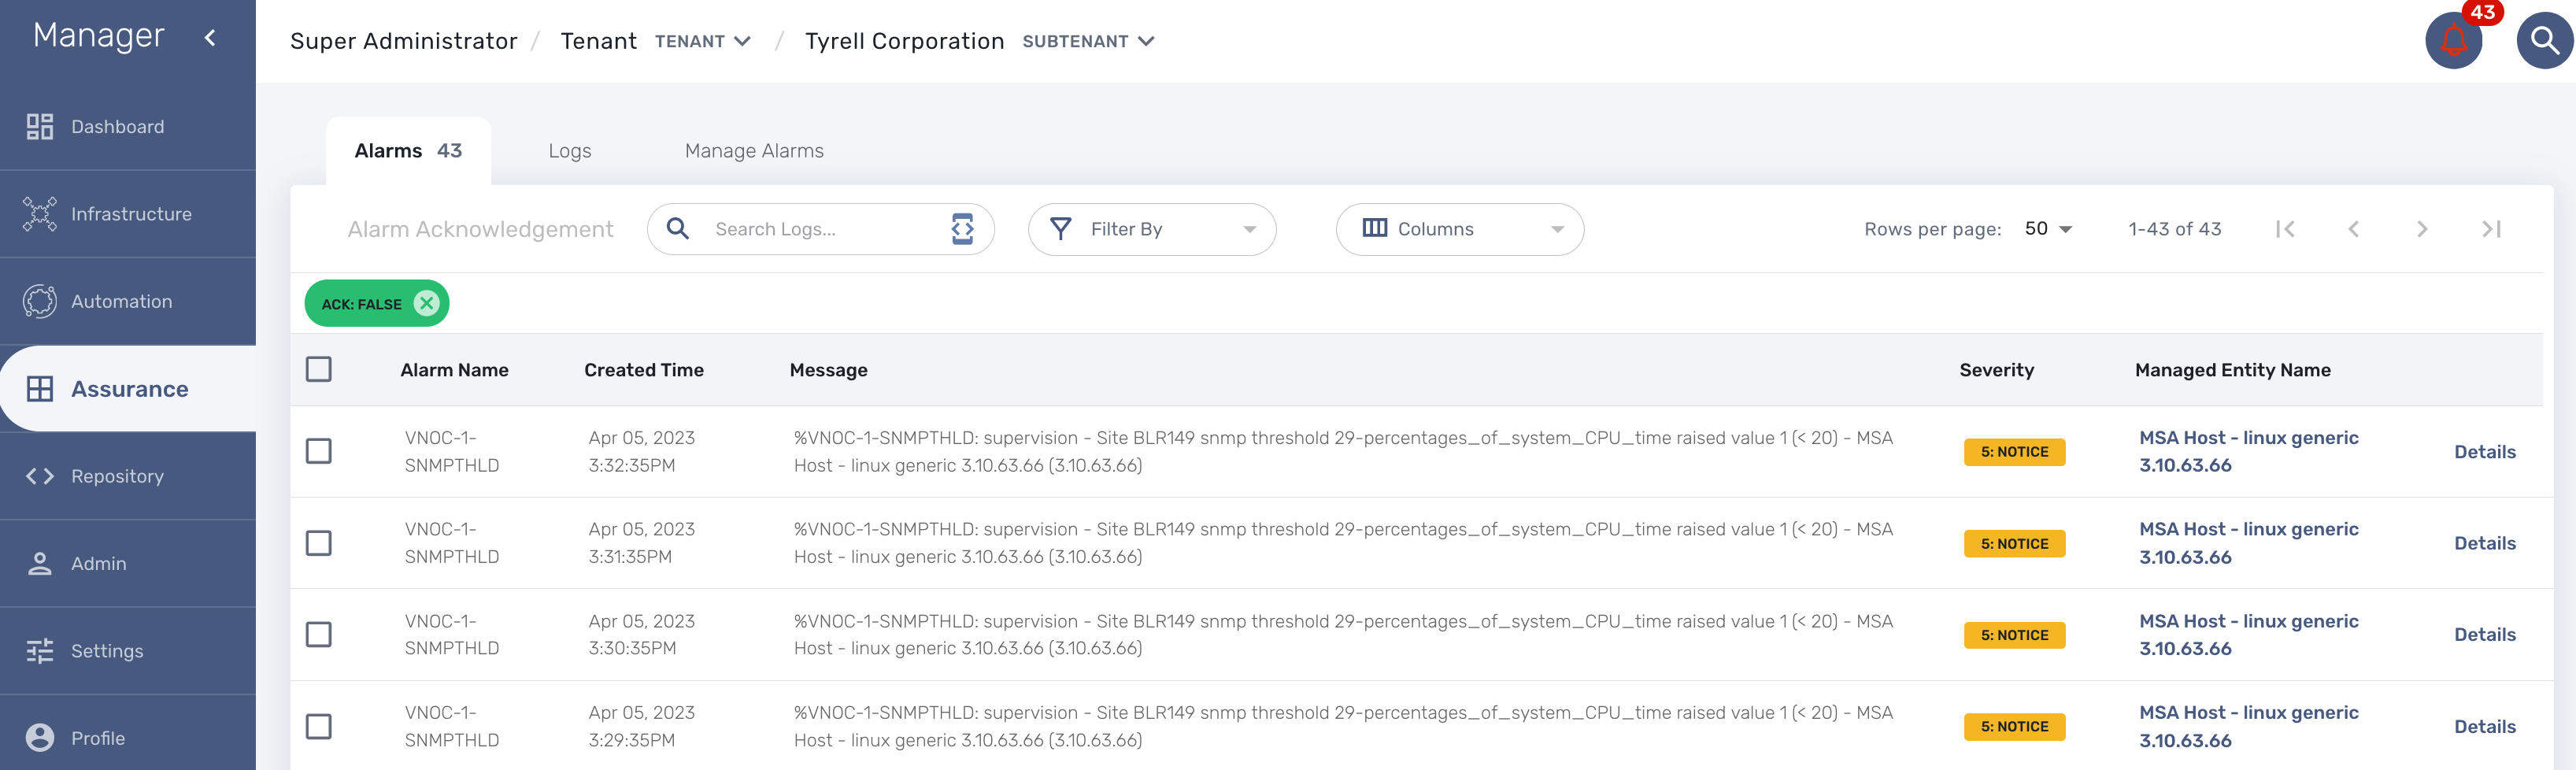 Manager
Super Administrator / Tenant TENANT / Tyrell Corporation SUBTENANT
43
Dashboard
Infrastructure
Automation
Assurance
Repository
Admin
Settings
Profile
Alarms 43 Logs Manage Alarms
Alarm Acknowledgement Search Logs... Filter By Columns Rows per page: 50 1-43 of 43
ACK: FALSE
Alarm Name Created Time Message Severity Managed Entity Name
VNOC-1- Apr 05, 2023 %VNOC-1-SNMPTHLD: supervision - Site BLR149 snmp threshold 29-percentages_of_system_CPU_time raised value 1 (< 20) - MSA 5: NOTICE MSA Host - linux generic Details
SNMPTHLD 3:32:35PM Host - linux generic 3.10.63.66 (3.10.63.66) 3.10.63.66
VNOC-1- Apr 05, 2023 %VNOC-1-SNMPTHLD: supervision - Site BLR149 snmp threshold 29-percentages_of_system_CPU_time raised value 1 (< 20) - MSA 5: NOTICE MSA Host - linux generic Details
SNMPTHLD 3:31:35PM Host - linux generic 3.10.63.66 (3.10.63.66) 3.10.63.66
VNOC-1- Apr 05, 2023 %VNOC-1-SNMPTHLD: supervision - Site BLR149 snmp threshold 29-percentages_of_system_CPU_time raised value 1 (< 20) - MSA 5: NOTICE MSA Host - linux generic Details
SNMPTHLD 3:30:35PM Host - linux generic 3.10.63.66 (3.10.63.66) 3.10.63.66
VNOC-1- Apr 05, 2023 %VNOC-1-SNMPTHLD: supervision - Site BLR149 snmp threshold 29-percentages_of_system_CPU_time raised value 1 (< 20) - MSA 5: NOTICE MSA Host - linux generic Details
SNMPTHLD 3:29:35PM Host - linux generic 3.10.63.66 (3.10.63.66) 3.10.63.66